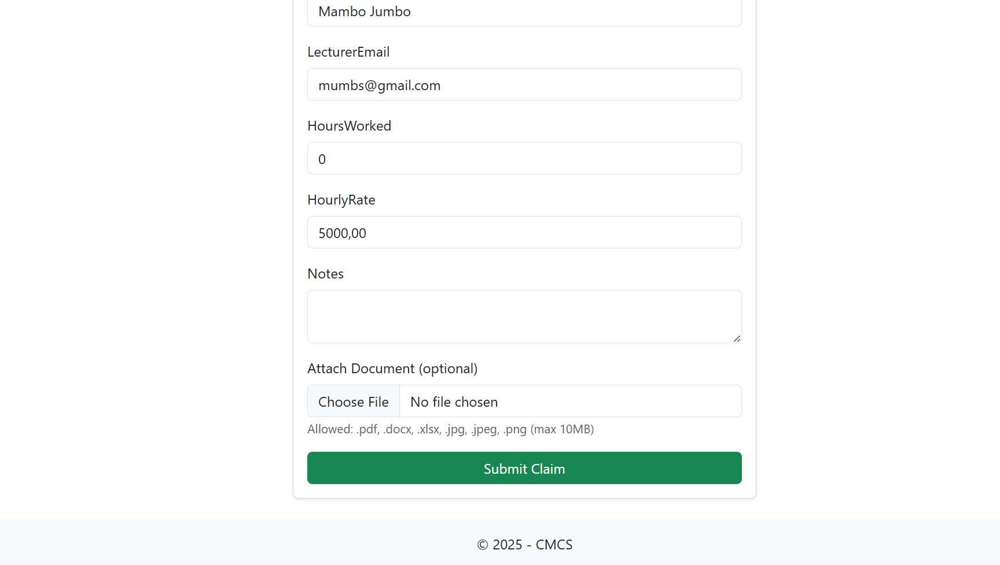 Mambo Jumbo
LecturerEmail
mumbs@gmail.com
HoursWorked
0
HourlyRate
5000,00
Notes
Attach Document (optional)
Choose File No file chosen
Allowed: .pdf, .docx, .xlsx, .jpg, .jpeg, .png (max 10MB)
Submit Claim
© 2025 - CMCS